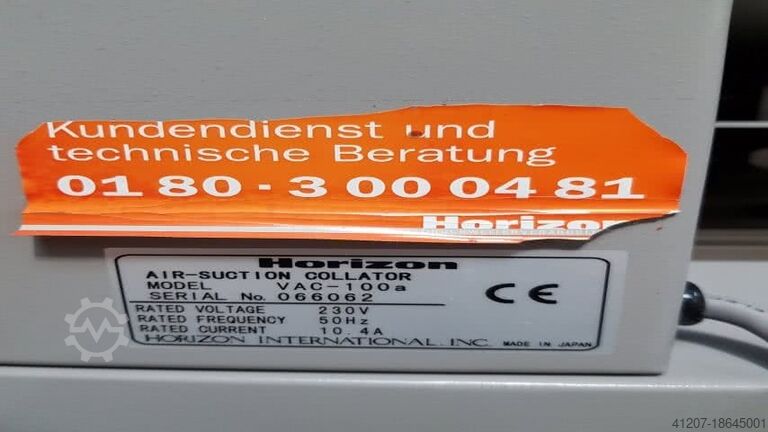 Kundendienst und
technische Beratung
01 80 - 3 00 04 81
Horizon
Horizon
AIR-SUCTION COLLATOR
MODEL VAC-100a
SERIAL No. 066062
CE
RATED VOLTAGE 230V
RATED FREQUENCY 50Hz
RATED CURRENT 10.4A
HORIZON INTERNATIONAL, INC. MADE IN JAPAN
41207-18645001